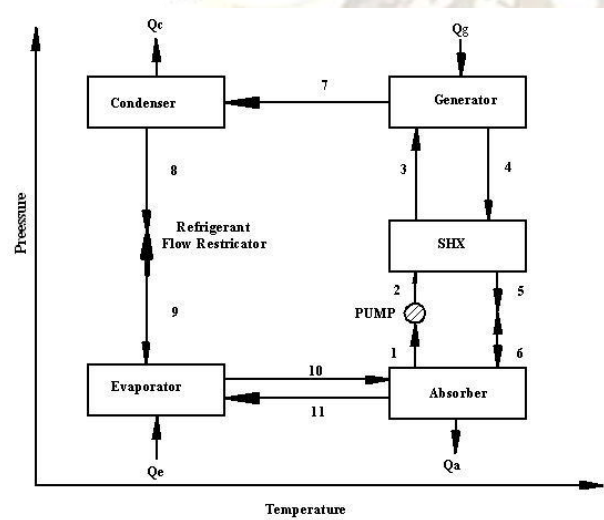 Qc
Qg
Condenser
7
Generator
8
3
4
Refrigerant
Flow Restricator
SHX
Preessure
2
5
PUMP
9
1
6
Evaporator
10
Absorber
11
Qe
Qa
Temperature